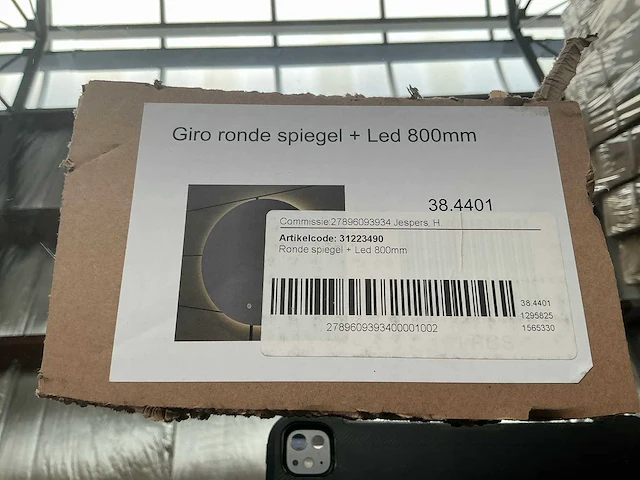 Giro ronde spiegel + Led 800mm
38.4401
Commissie:27896093934 Jespers, H.
Artikelcode: 31223490
Ronde spiegel + Led 800mm
38.4401
1295825
1565330
2789609393400001002